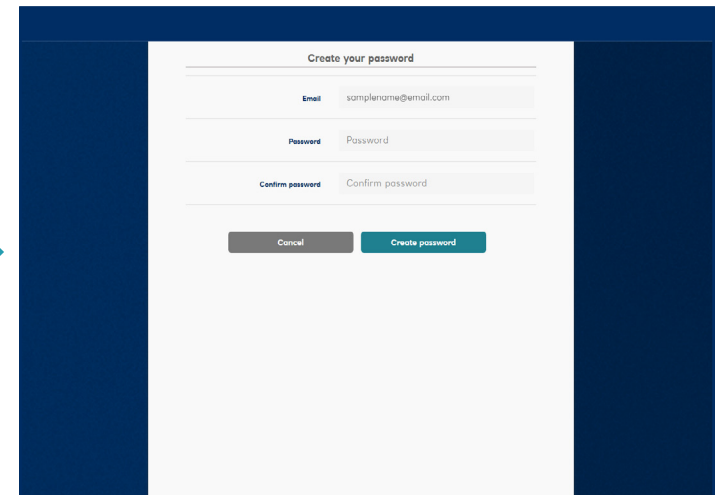 Create your password
Email samplename@email.com
Password Password
Confirm password Confirm password
Cancel Create password